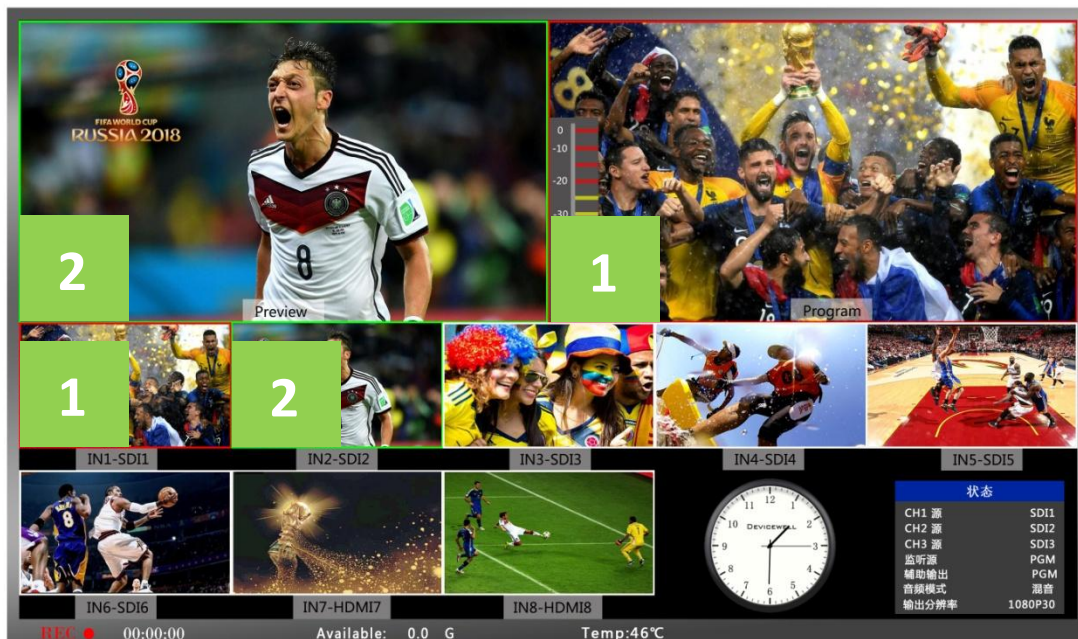 FIFA WORLD CUP
RUSSIA 2018
8
2
Preview
0
-10
-20
-30
1
Program
1
2
IN1-SDI1
IN2-SDI2
IN3-SDI3
IN4-SDI4
IN5-SDI5
8
IN6-SDI6
IN7-HDMI7
IN8-HDMI8
12
1
2
3
4
5
6
7
8
9
10
11
DEVICEWELL
状态
CH1 源 SDI1
CH2 源 SDI2
CH3 源 SDI3
监听源 PGM
辅助输出 PGM
音频模式 混音
输出分辨率 1080P30
REC 00:00:00 Available: 0.0 G Temp:46℃